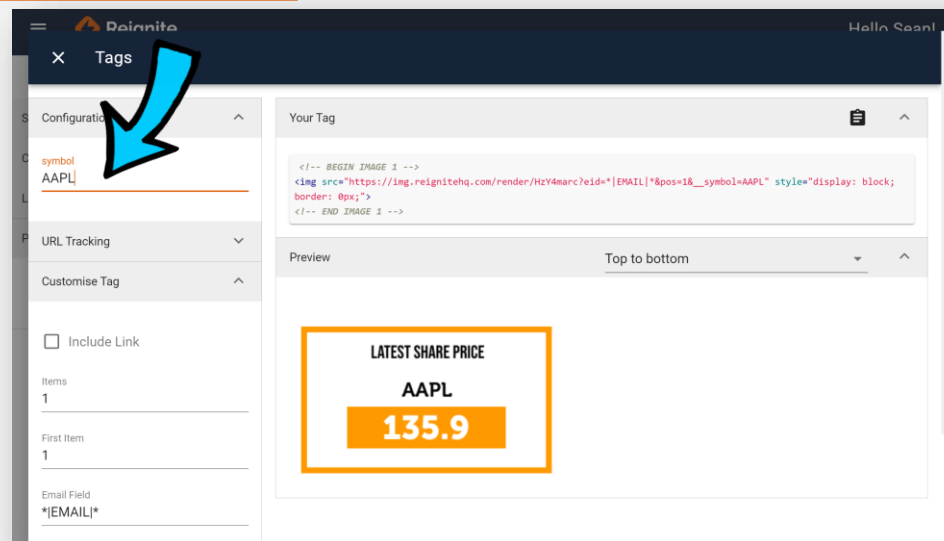 Reignite
Hello Sean!
Tags
Configuration
symbol
AAPL
URL Tracking
Customise Tag
Include Link
Items
1
First Item
1
Email Field
*|EMAIL|*
Your Tag
<!-- BEGIN IMAGE 1 -->
<img src="https://img.reignitehq.com/render/HzY4marc?eid=*|EMAIL|*&pos=1&__symbol=AAPL" style="display: block;
border: 0px;">
<!-- END IMAGE 1 -->
Preview
Top to bottom
LATEST SHARE PRICE
AAPL
135.9